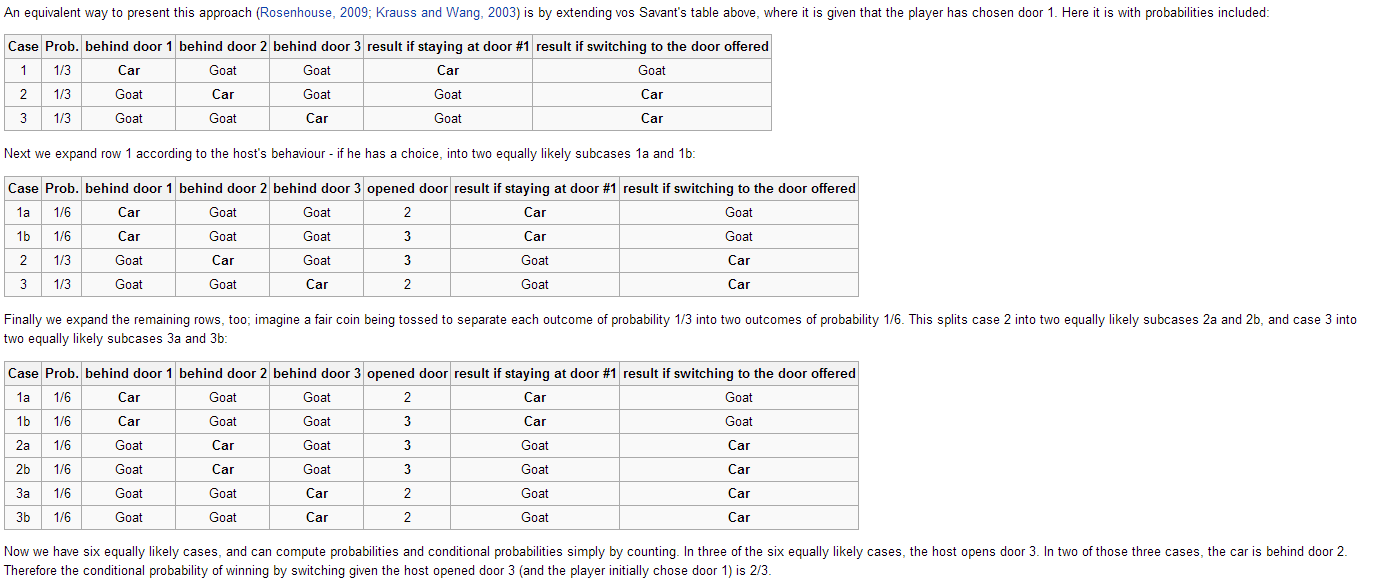 An equivalent way to present this approach (Rosenhouse, 2009; Krauss and Wang, 2003) is by extending vos Savant's table above, where it is given that the player has chosen door 1. Here it is with probabilities included:
Case Prob. behind door 1 behind door 2 behind door 3 result if staying at door #1 result if switching to the door offered
1 1/3 Car Goat Goat Car Goat
2 1/3 Goat Car Goat Goat Car
3 1/3 Goat Goat Car Goat Car
Next we expand row 1 according to the host's behaviour - if he has a choice, into two equally likely subcases 1a and 1b:
Case Prob. behind door 1 behind door 2 behind door 3 opened door result if staying at door #1 result if switching to the door offered
1a 1/6 Car Goat Goat 2 Car Goat
1b 1/6 Car Goat Goat 3 Car Goat
2 1/3 Goat Car Goat 3 Goat Car
3 1/3 Goat Goat Car 2 Goat Car
Finally we expand the remaining rows, too; imagine a fair coin being tossed to separate each outcome of probability 1/3 into two outcomes of probability 1/6. This splits case 2 into two equally likely subcases 2a and 2b, and case 3 into
two equally likely subcases 3a and 3b:
Case Prob. behind door 1 behind door 2 behind door 3 opened door result if staying at door #1 result if switching to the door offered
1a 1/6 Car Goat Goat 2 Car Goat
1b 1/6 Car Goat Goat 3 Car Goat
2a 1/6 Goat Car Goat 3 Goat Car
2b 1/6 Goat Car Goat 3 Goat Car
3a 1/6 Goat Goat Car 2 Goat Car
3b 1/6 Goat Goat Car 2 Goat Car
Now we have six equally likely cases, and can compute probabilities and conditional probabilities simply by counting. In three of the six equally likely cases, the host opens door 3. In two of those three cases, the car is behind door 2.
Therefore the conditional probability of winning by switching given the host opened door 3 (and the player initially chose door 1) is 2/3.